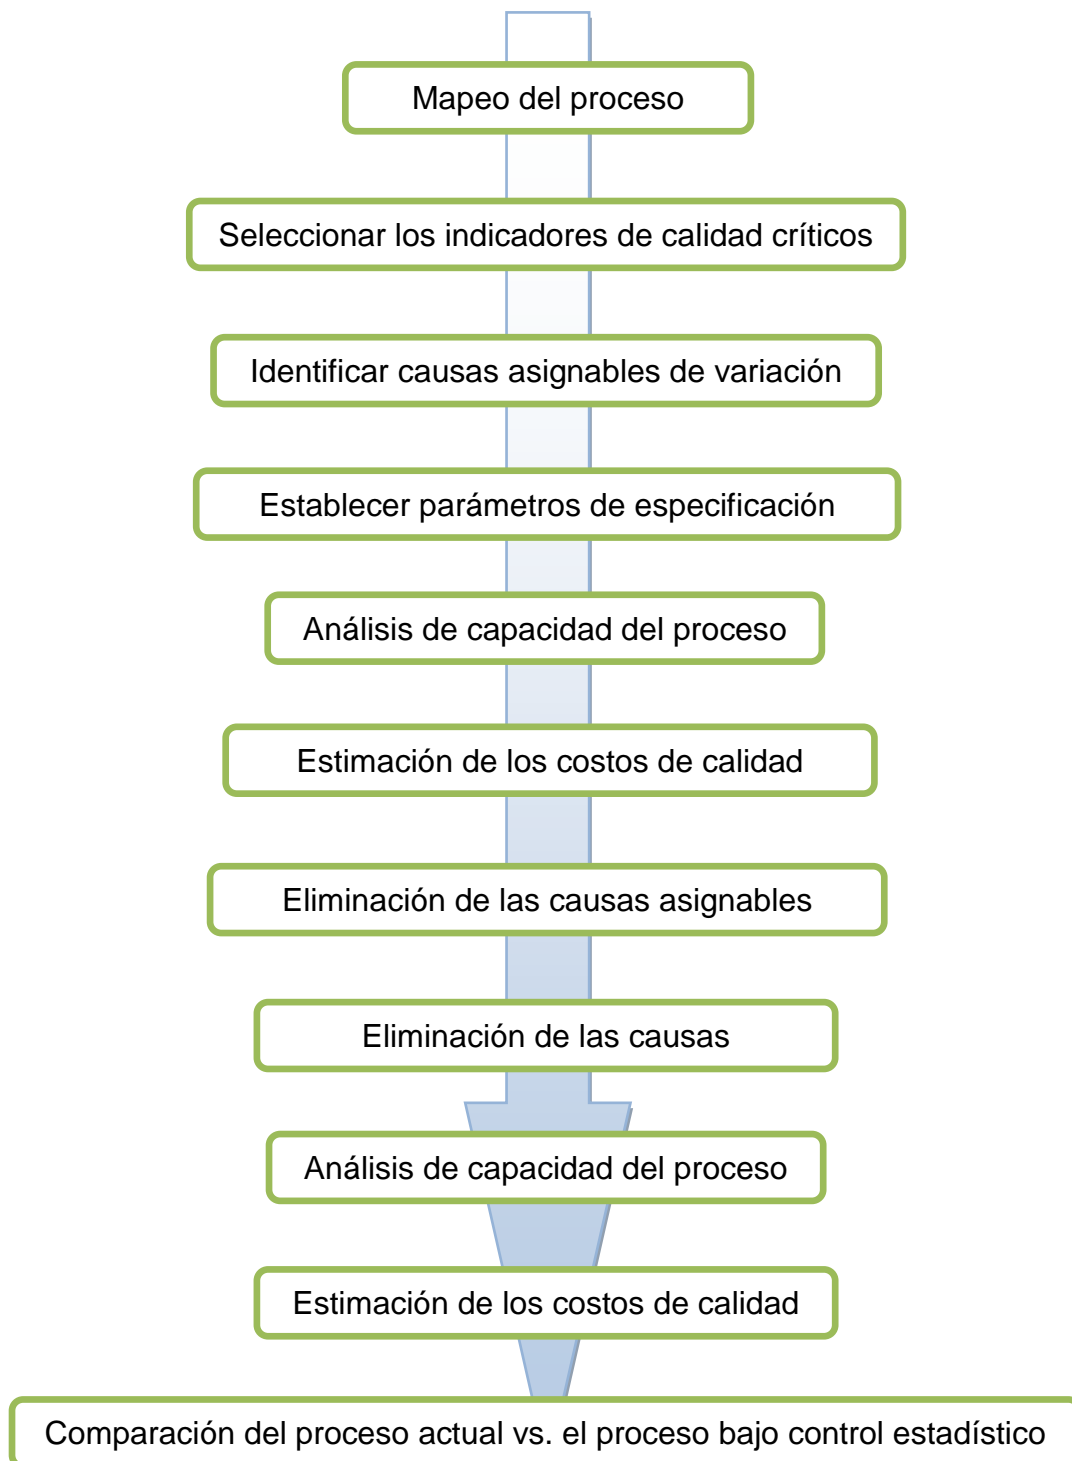 Mapeo del proceso
Seleccionar los indicadores de calidad críticos
Identificar causas asignables de variación
Establecer parámetros de especificación
Análisis de capacidad del proceso
Estimación de los costos de calidad
Eliminación de las causas asignables
Eliminación de las causas
Análisis de capacidad del proceso
Estimación de los costos de calidad
Comparación del proceso actual vs. el proceso bajo control estadístico